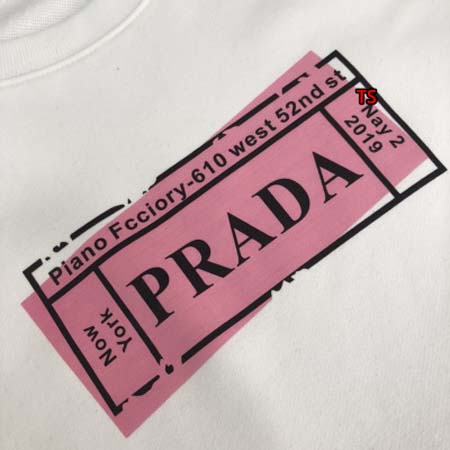 Piano Fcciory-610 west 52nd st
TS
Nay 2
2019
PRADA
Now
York